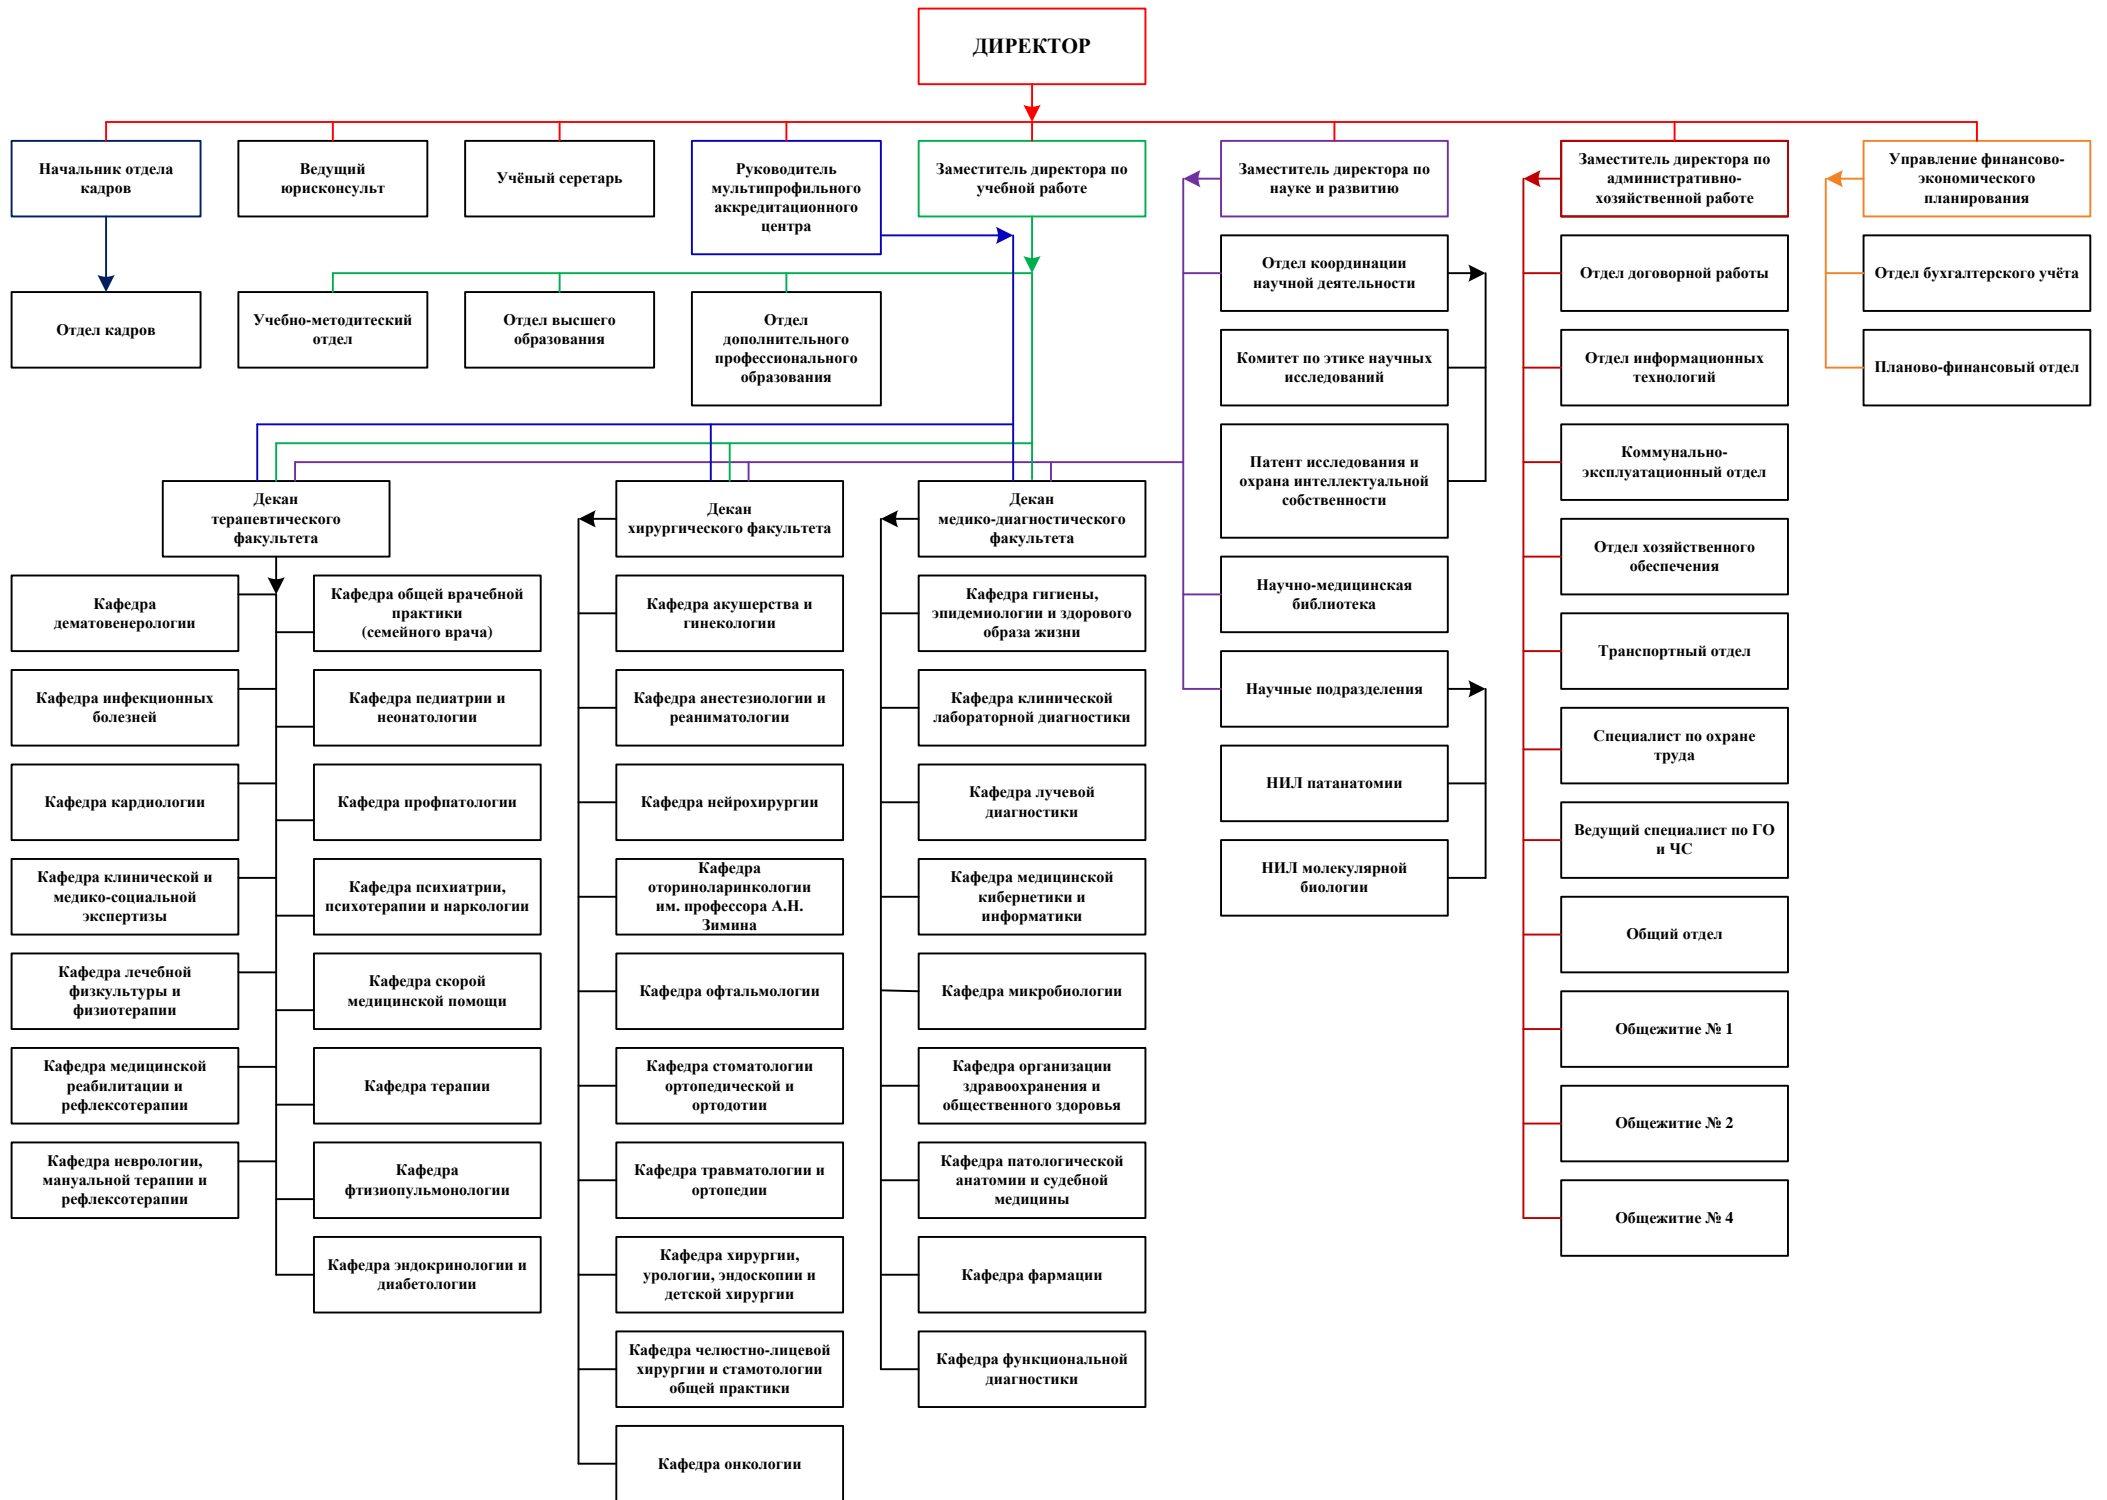 ДИРЕКТОР
Начальник отдела
кадров
Ведущий
юрисконсульт
Учёный серетарь
Руководитель
мультипрофильного
аккредитационного
центра
Заместитель директора по
учебной работе
Заместитель директора по
науке и развитию
Заместитель директора по
административно-
хозяйственной работе
Управление финансово-
экономического
планирования
Отдел кадров
Учебно-методитеский
отдел
Отдел высшего
образования
Отдел
дополнительного
профессионального
образования
Отдел координации
научной деятельности
Комитет по этике научных
исследований
Патент исследования и
охрана интеллектуальной
собственности
Научно-медицинская
библиотека
Научные подразделения
НИЛ патанатомии
НИЛ молекулярной
биологии
Отдел договорной работы
Отдел информационных
технологий
Коммунально-
эксплуатационный отдел
Отдел хозяйственного
обеспечения
Транспортный отдел
Специалист по охране
труда
Ведущий специалист по ГО
и ЧС
Общий отдел
Общежитие № 1
Общежитие № 2
Общежитие № 4
Отдел бухгалтерского учёта
Планово-финансовый отдел
Декан
терапевтического
факультета
Кафедра
дематовенерологии
Кафедра инфекционных
болезней
Кафедра кардиологии
Кафедра клинической и
медико-социальной
экспертизы
Кафедра лечебной
физкультуры и
физиотерапии
Кафедра медицинской
реабилитации и
рефлексотерапии
Кафедра неврологии,
мануальной терапии и
рефлексотерапии
Кафедра общей врачебной
практики
(семейного врача)
Кафедра педиатрии и
неонатологии
Кафедра профпатологии
Кафедра психиатрии,
психотерапии и наркологии
Кафедра скорой
медицинской помощи
Кафедра терапии
Кафедра
фтизиопульмонологии
Кафедра эндокринологии и
диабетологии
Декан
хирургического факультета
Кафедра акушерства и
гинекологии
Кафедра анестезиологии и
реаниматологии
Кафедра нейрохирургии
Кафедра
оториноларинкологии
им. профессора А.Н.
Зимина
Кафедра офтальмологии
Кафедра стоматологии
ортопедической и
ортодотии
Кафедра травматологии и
ортопедии
Кафедра хирургии,
урологии, эндоскопии и
детской хирургии
Кафедра челюстно-лицевой
хирургии и стамотологии
общей практики
Кафедра онкологии
Декан
медико-диагностического
факультета
Кафедра гигиены,
эпидемиологии и здорового
образа жизни
Кафедра клинической
лабораторной диагностики
Кафедра лучевой
диагностики
Кафедра медицинской
кибернетики и
информатики
Кафедра микробиологии
Кафедра организации
здравоохранения и
общественного здоровья
Кафедра патологической
анатомии и судебной
медицины
Кафедра фармации
Кафедра функциональной
диагностики